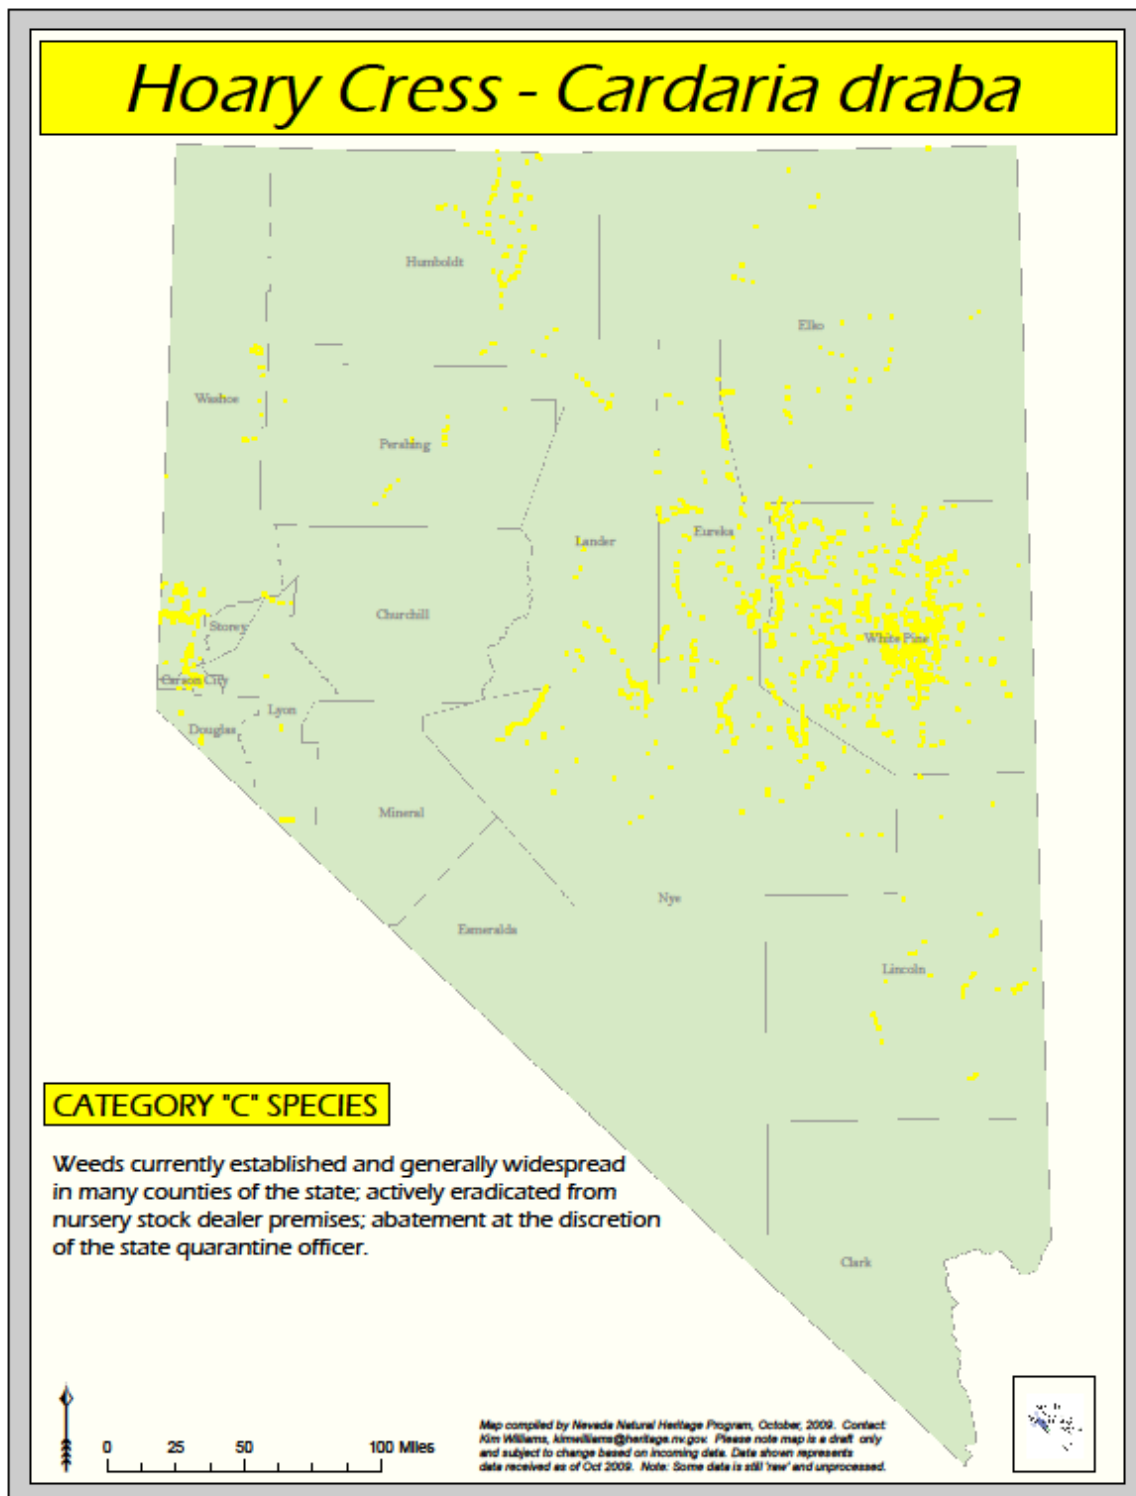 Hoary Cress - Cardaria draba
Humboldt
Elko
Washoe
Pershing
Lander
Eureka
Churchill
Storey
White Pine
Carson City
Lyon
Douglas
Mineral
Nye
Esmeralda
Lincoln
CATEGORY "C" SPECIES
Weeds currently established and generally widespread
in many counties of the state; actively eradicated from
nursery stock dealer premises; abatement at the discretion
of the state quarantine officer.
Clark
0 25 50 100 Miles
Map compiled by Nevada Natural Heritage Program, October, 2009. Contact
Kim Williams, kimwilliams@heritage.nv.gov. Please note map is a draft only
and subject to change based on incoming data. Data shown represents
data received as of Oct 2009. Note: Some data is still 'raw' and unprocessed.